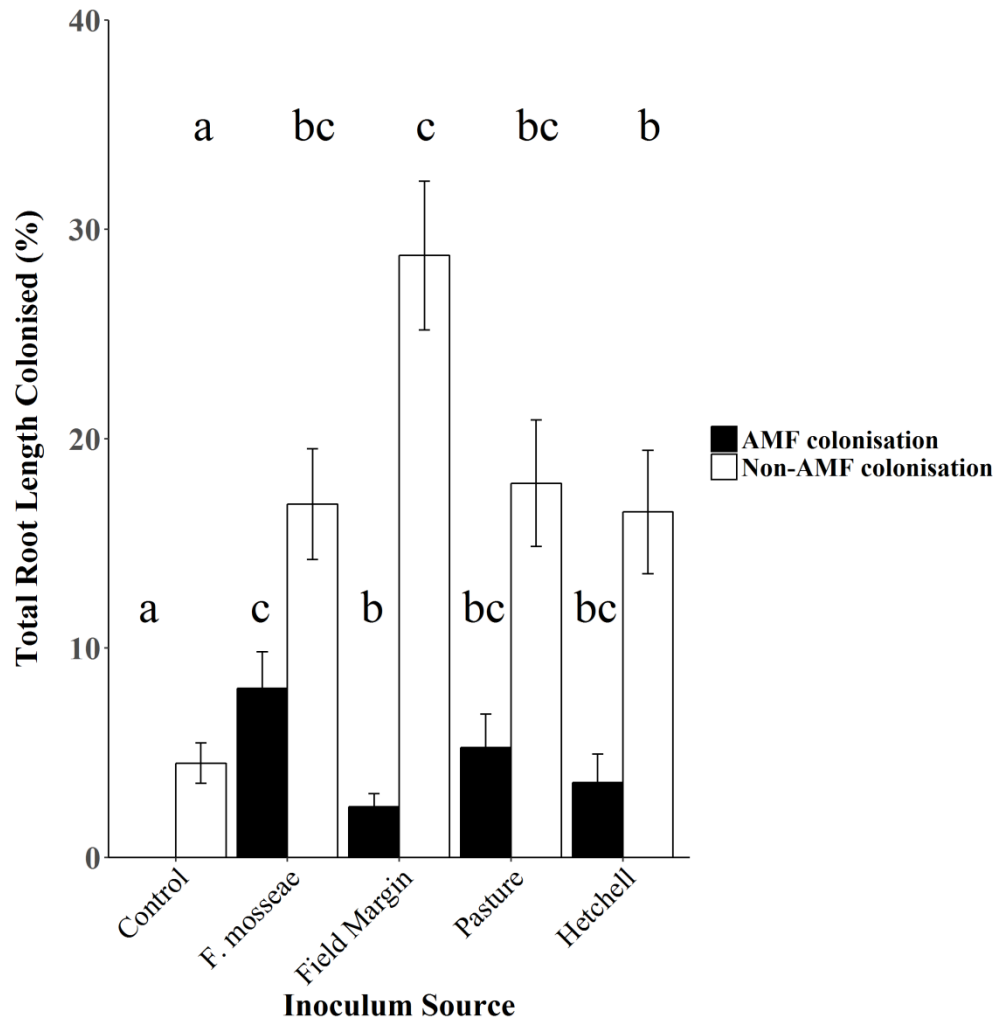 Total Root Length Colonised (%)
40
30
20
10
0
a bc c bc b
a c b bc bc
AMF colonisation
Non-AMF colonisation
Control
F. mosseae
Field Margin
Pasture
Hetchell
Inoculum Source